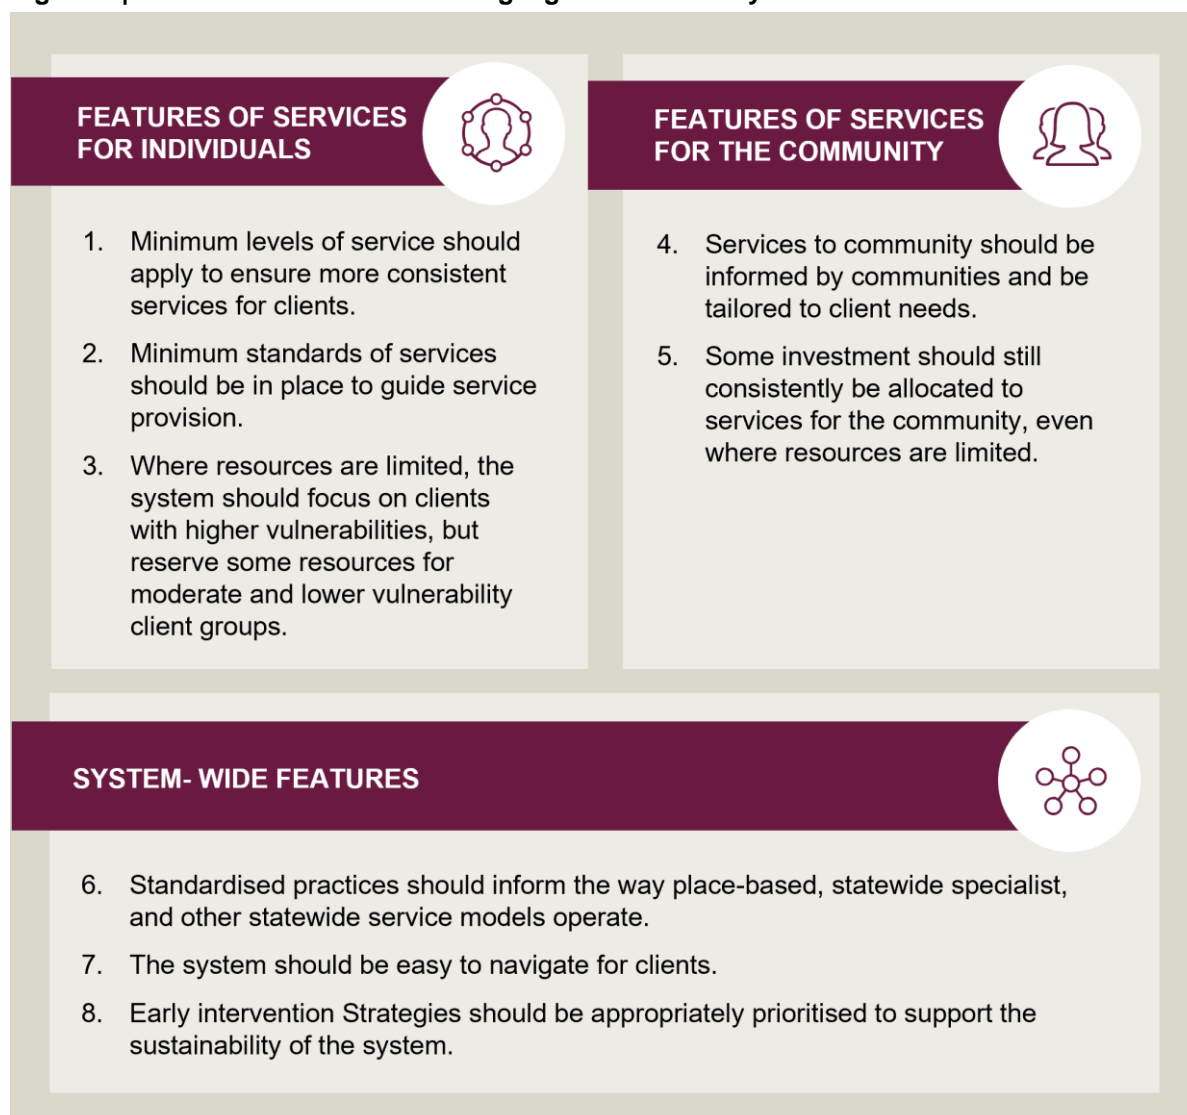 FEATURES OF SERVICES
FOR INDIVIDUALS
1. Minimum levels of service should
apply to ensure more consistent
services for clients.
2. Minimum standards of services
should be in place to guide service
provision.
3. Where resources are limited, the
system should focus on clients
with higher vulnerabilities, but
reserve some resources for
moderate and lower vulnerability
client groups.
FEATURES OF SERVICES
FOR THE COMMUNITY
4. Services to community should be
informed by communities and be
tailored to client needs.
5. Some investment should still
consistently be allocated to
services for the community, even
where resources are limited.
SYSTEM- WIDE FEATURES
6. Standardised practices should inform the way place-based, statewide specialist,
and other statewide service models operate.
7. The system should be easy to navigate for clients.
8. Early intervention Strategies should be appropriately prioritised to support the
sustainability of the system.